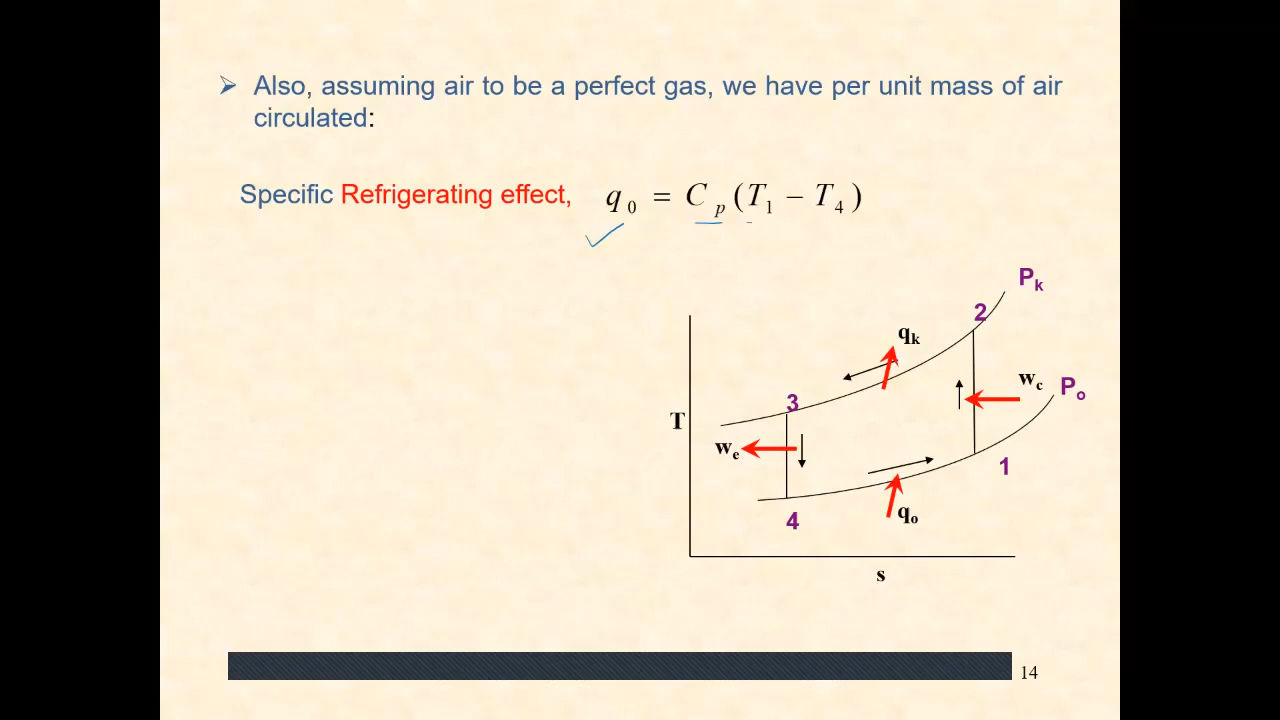 Also, assuming air to be a perfect gas, we have per unit mass of air
circulated:
Specific Refrigerating effect, q₀ = Cₚ (T₁ − T₄)
Pk
2
qk
wc
Po
3
T
we
1
4
qo
s
14